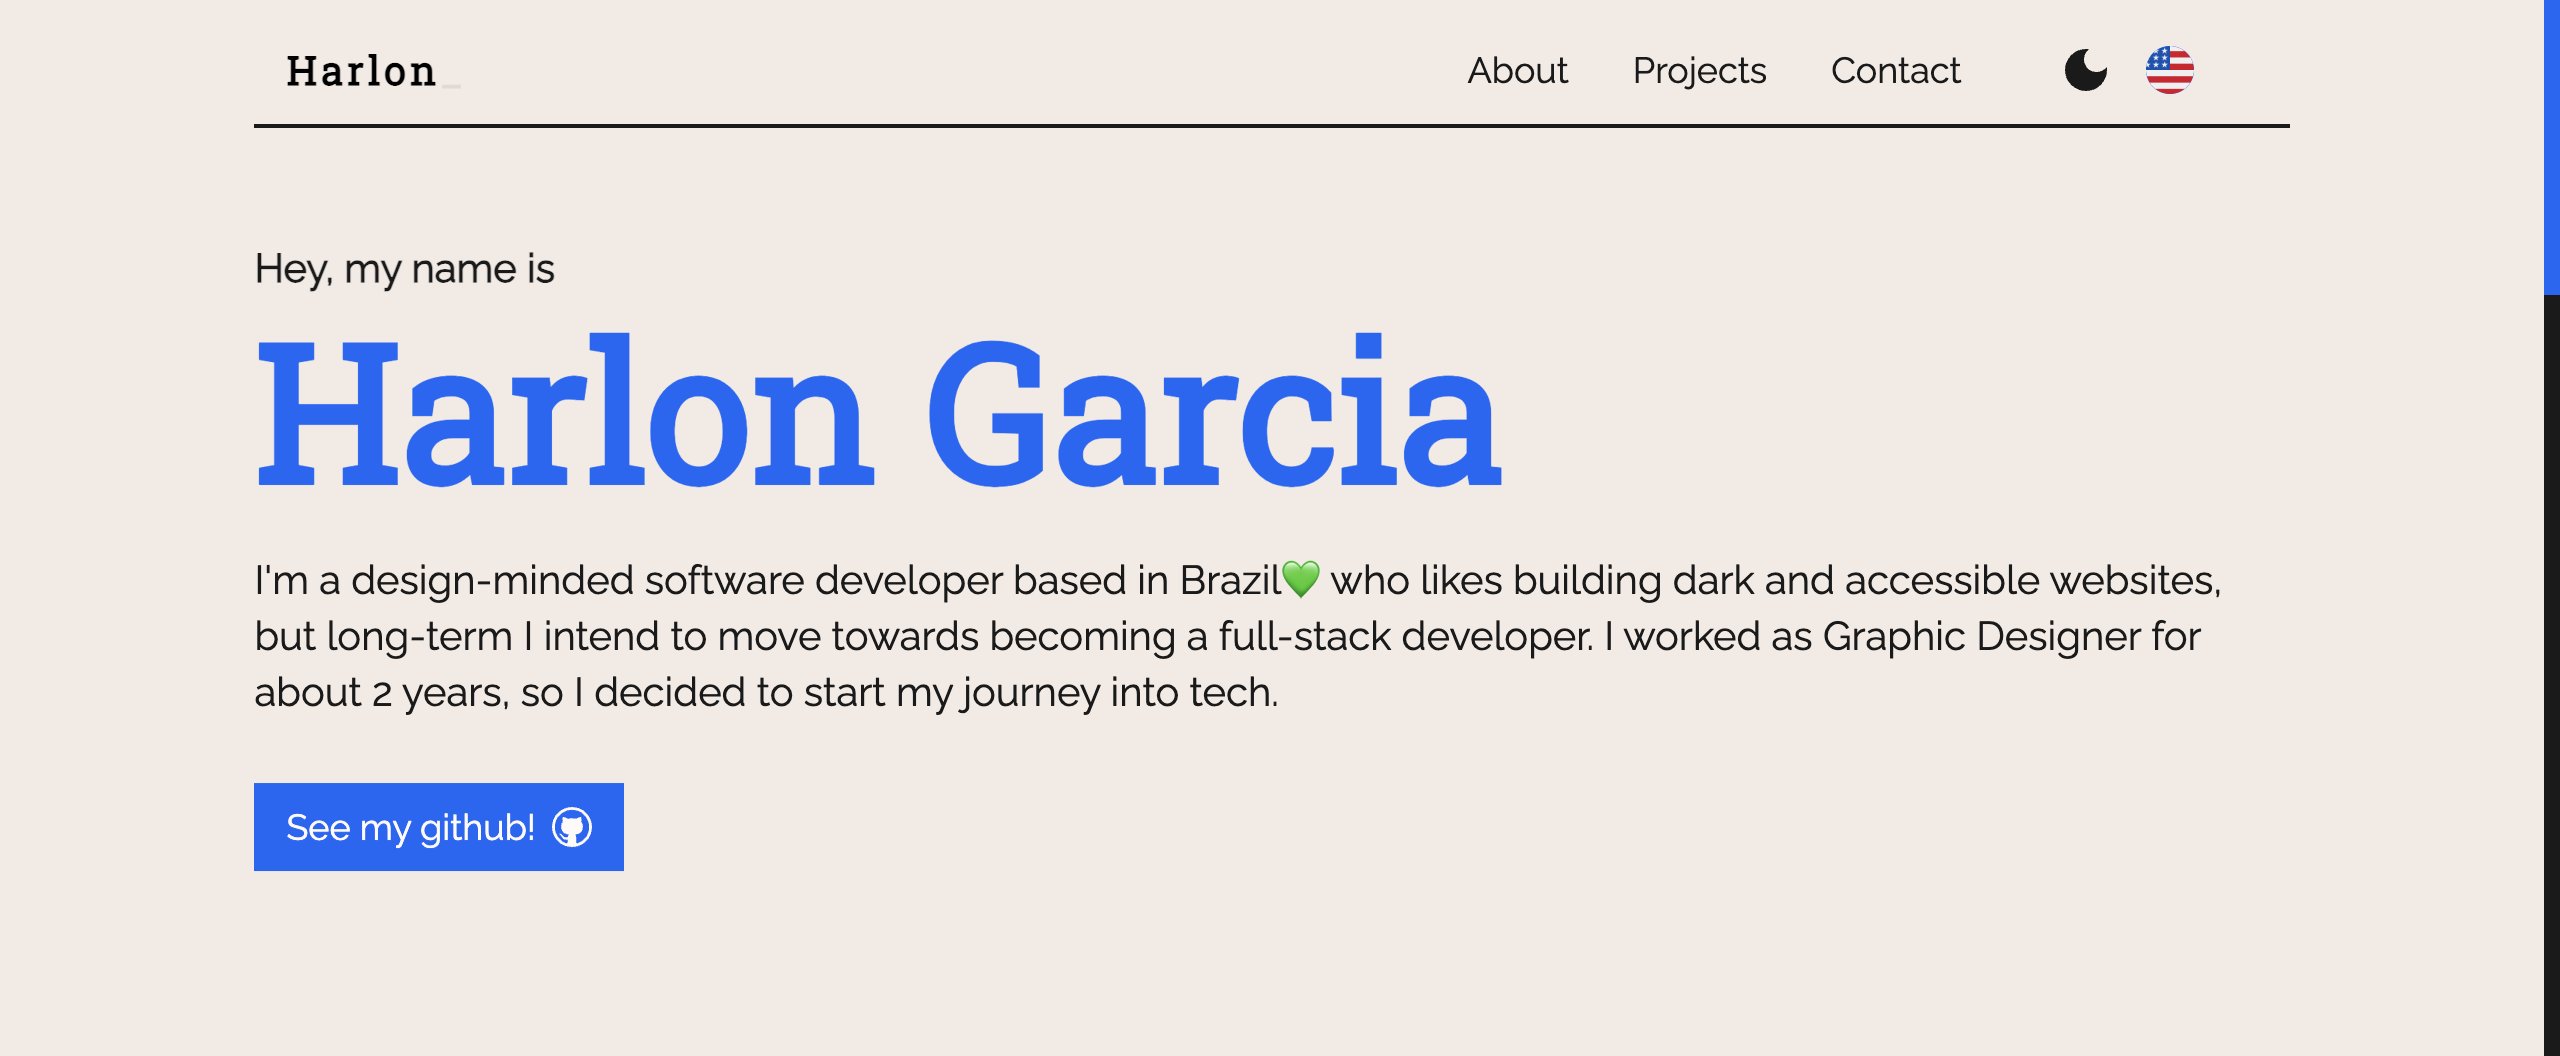 Harlon_
About Projects Contact
Hey, my name is
Harlon Garcia
I'm a design-minded software developer based in Brazil💚 who likes building dark and accessible websites,
but long-term I intend to move towards becoming a full-stack developer. I worked as Graphic Designer for
about 2 years, so I decided to start my journey into tech.
See my github!